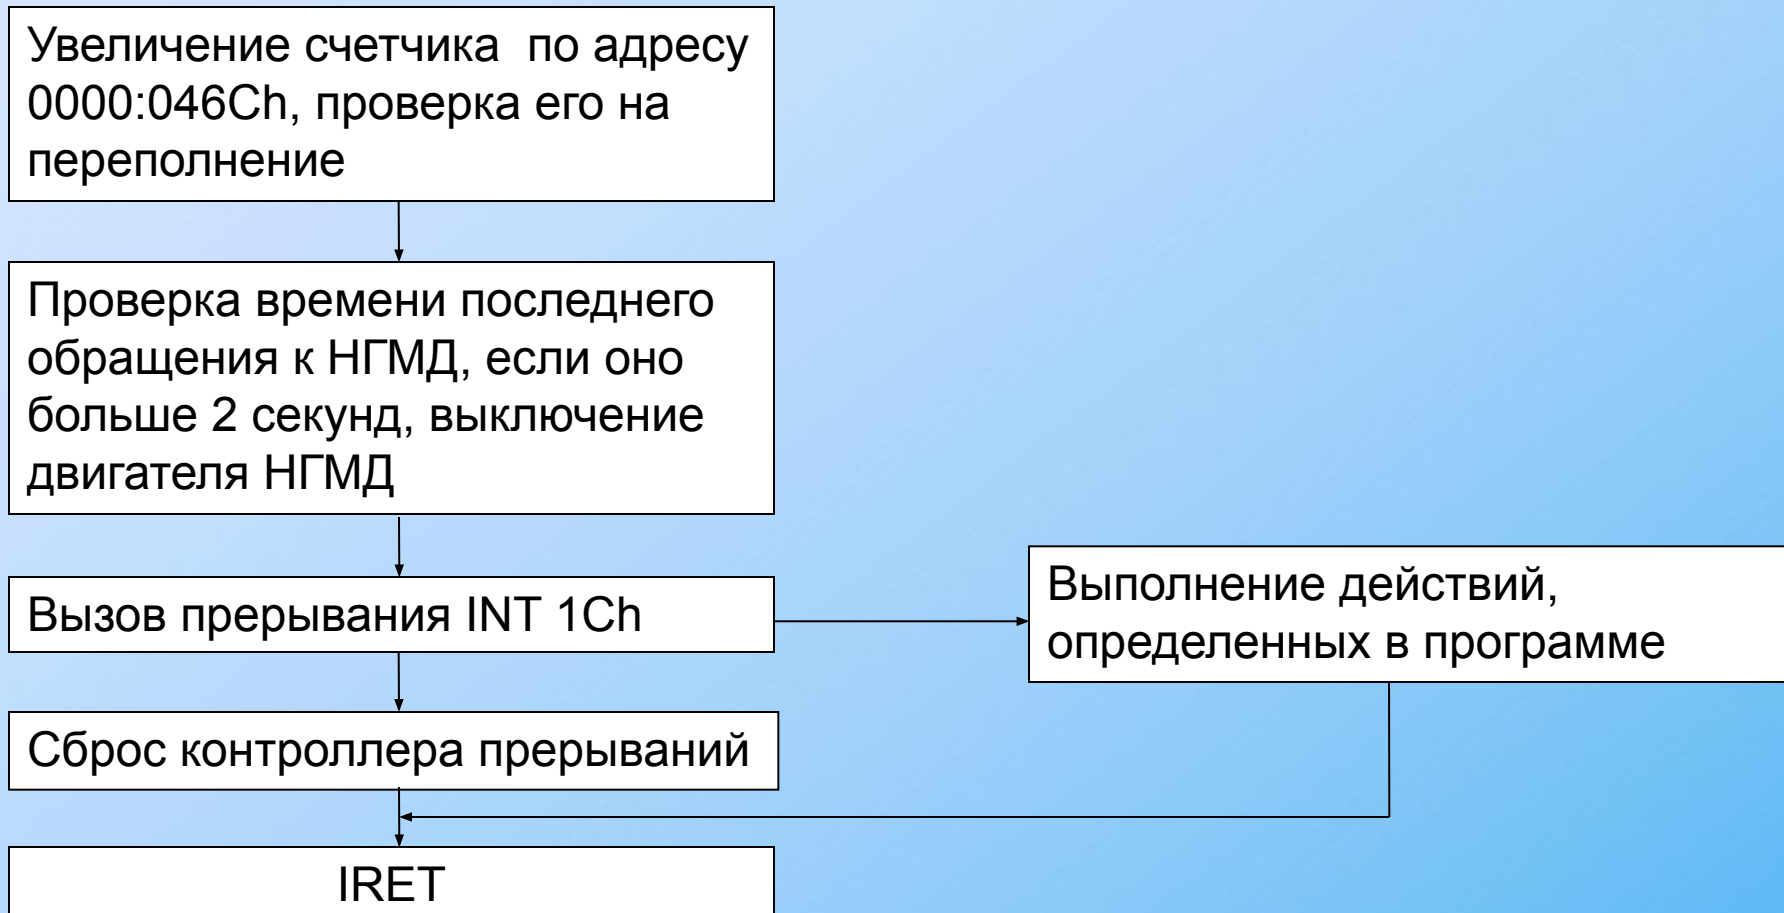 Увеличение счетчика по адресу
0000:046Ch, проверка его на
переполнение
Проверка времени последнего
обращения к НГМД, если оно
больше 2 секунд, выключение
двигателя НГМД
Вызов прерывания INT 1Ch
Выполнение действий,
определенных в программе
Сброс контроллера прерываний
IRET